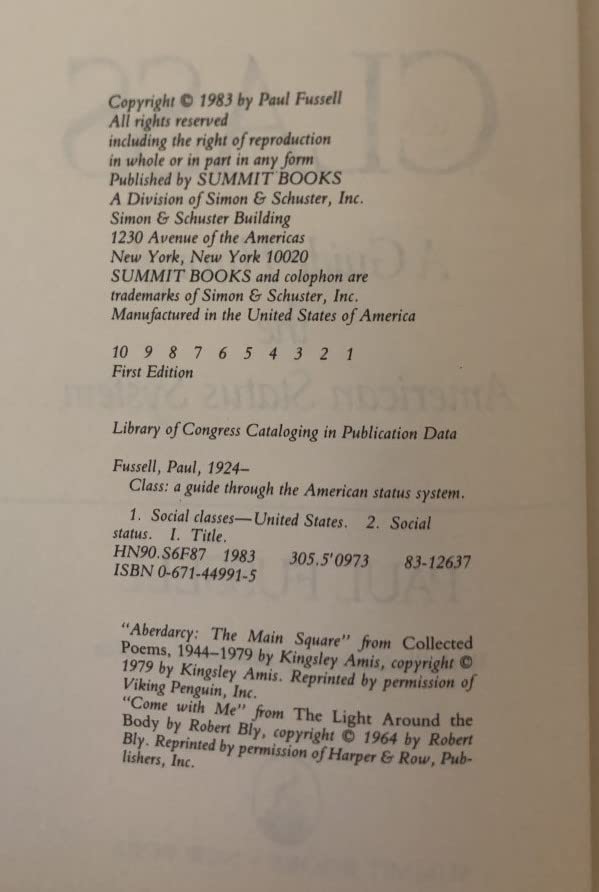 Copyright © 1983 by Paul Fussell
All rights reserved
including the right of reproduction
in whole or in part in any form
Published by SUMMIT BOOKS
A Division of Simon & Schuster, Inc.
Simon & Schuster Building
1230 Avenue of the Americas
New York, New York 10020
SUMMIT BOOKS and colophon are
trademarks of Simon & Schuster, Inc.
Manufactured in the United States of America
10 9 8 7 6 5 4 3 2 1
First Edition
Library of Congress Cataloging in Publication Data
Fussell, Paul, 1924–
Class: a guide through the American status system.
1. Social classes—United States. 2. Social
status. I. Title.
HN90.S6F87 1983 305.5'0973 83-12637
ISBN 0-671-44991-5
"Aberdarcy: The Main Square" from Collected
Poems, 1944–1979 by Kingsley Amis, copyright ©
1979 by Kingsley Amis. Reprinted by permission of
Viking Penguin, Inc.
"Come with Me" from The Light Around the
Body by Robert Bly, copyright © 1964 by Robert
Bly. Reprinted by permission of Harper & Row, Pub-
lishers, Inc.